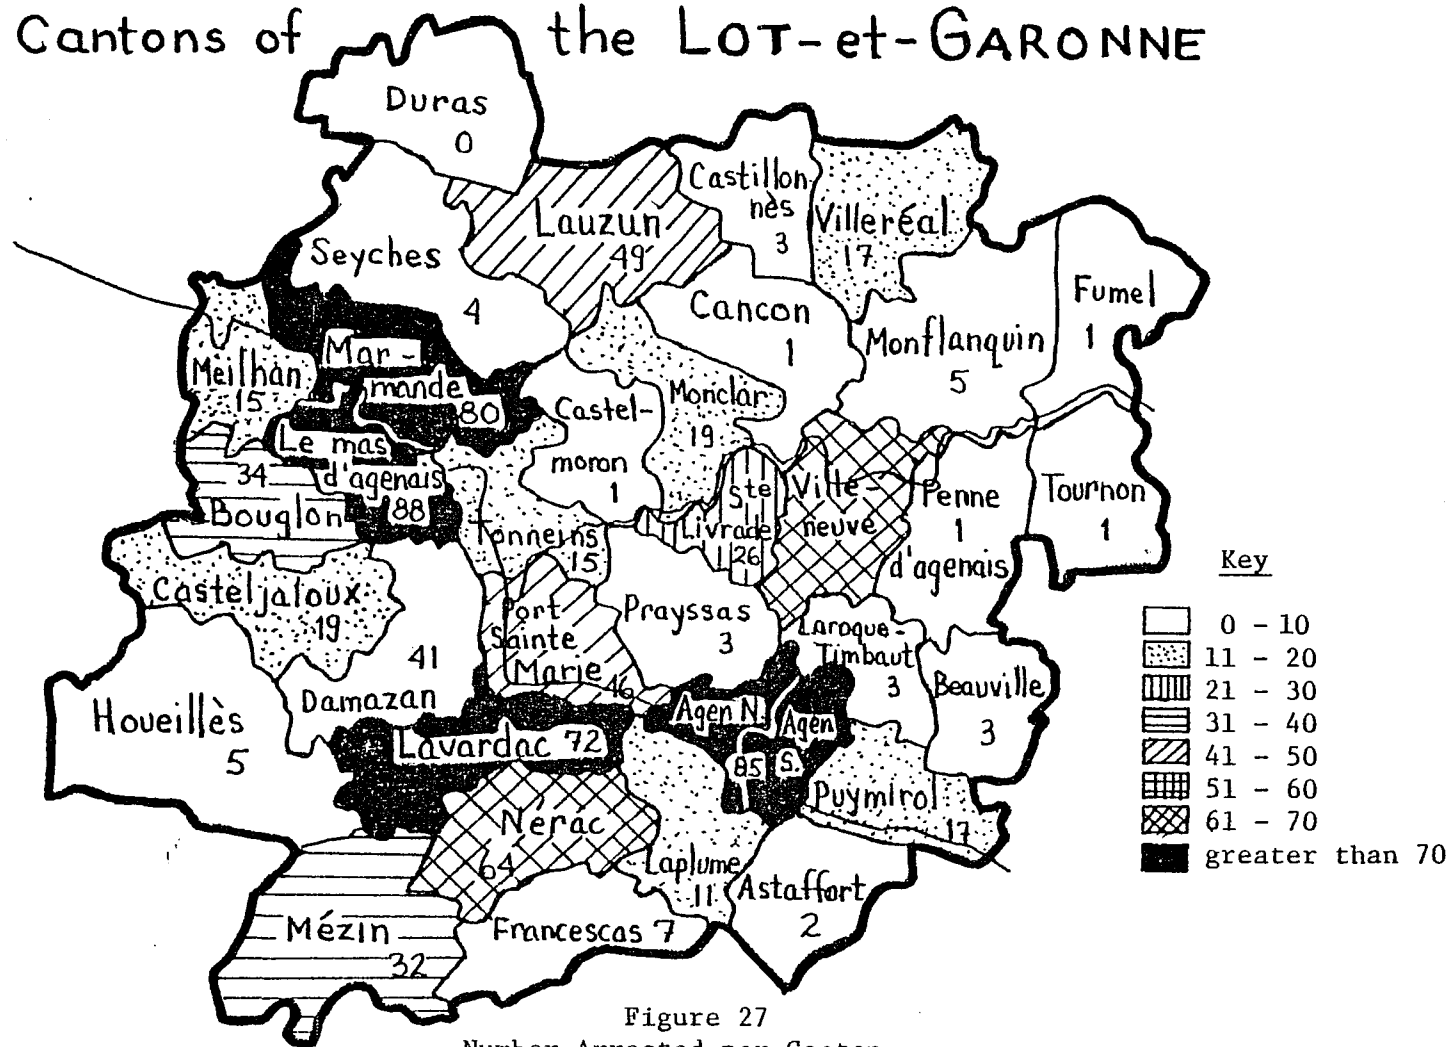 Cantons of the LOT-et-GARONNE
Duras
0
Castillon
nès
3
Villeréal
17
Lauzun
49
Seyches
4
Fumel
1
Cancon
1
Monflanquin
5
Meilhan
15
Mar-
mande
80
Monclar
19
Castel-
moron
1
Le mas
d'agenais
88
34
Bouglon
Ste
Livrade
26
Ville-
neuve
Penne
1
d'agenais
Tournon
1
Tonneins
15
Casteljaloux
19
Port
Sainte
Marie
46
Prayssas
3
Laroque-
Timbaut
3
Beauville
3
41
Damazan
Houeillès
5
Lavardac 72
Agen N.
Agen
S.
85
Puymirol
17
Nérac
64
Laplume
11
Astaffort
2
Mézin
32
Francescas 7
Key
0 - 10
11 - 20
21 - 30
31 - 40
41 - 50
51 - 60
61 - 70
greater than 70
Figure 27
Number Arrested per Canton